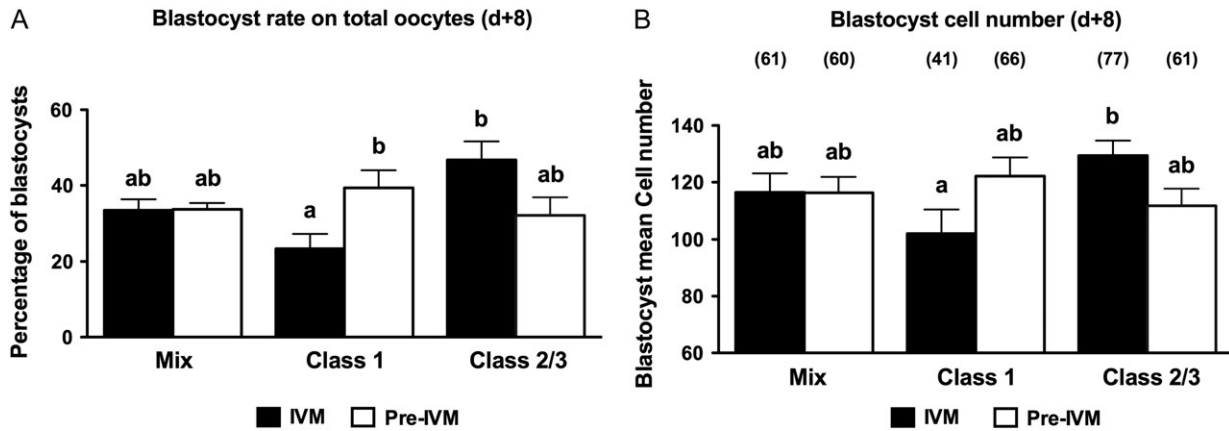 A
Blastocyst rate on total oocytes (d+8)
Percentage of blastocysts
60
40
20
0
ab
ab
a
b
b
ab
Mix
Class 1
Class 2/3
IVM
Pre-IVM
B
Blastocyst cell number (d+8)
(61)
(60)
(41)
(66)
(77)
(61)
Blastocyst mean Cell number
140
120
100
80
60
ab
ab
a
ab
b
ab
Mix
Class 1
Class 2/3
IVM
Pre-IVM